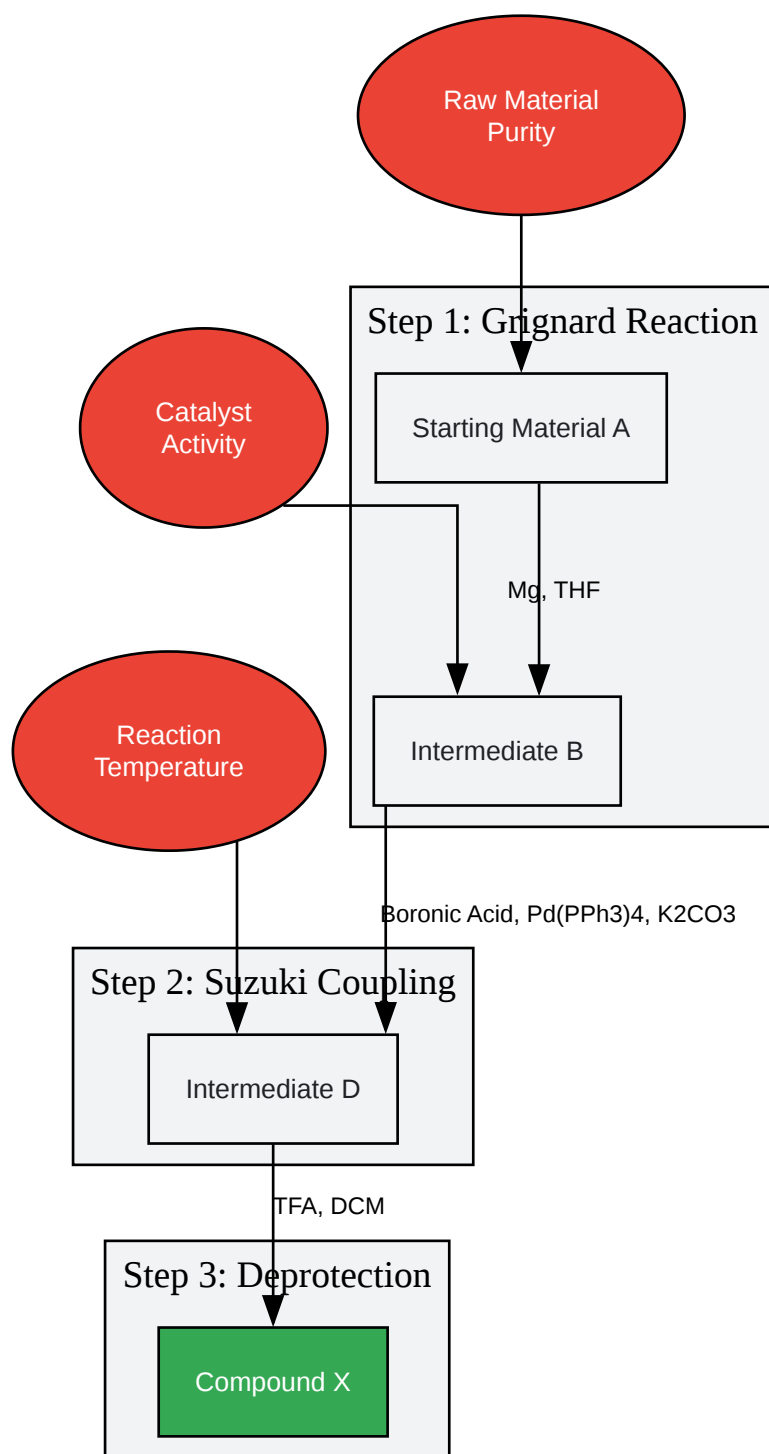 Raw Material
Purity
Step 1: Grignard Reaction
Catalyst
Activity
Starting Material A
Mg, THF
Reaction
Temperature
Intermediate B
Boronic Acid, Pd(PPh3)4, K2CO3
Step 2: Suzuki Coupling
Intermediate D
TFA, DCM
Step 3: Deprotection
Compound X